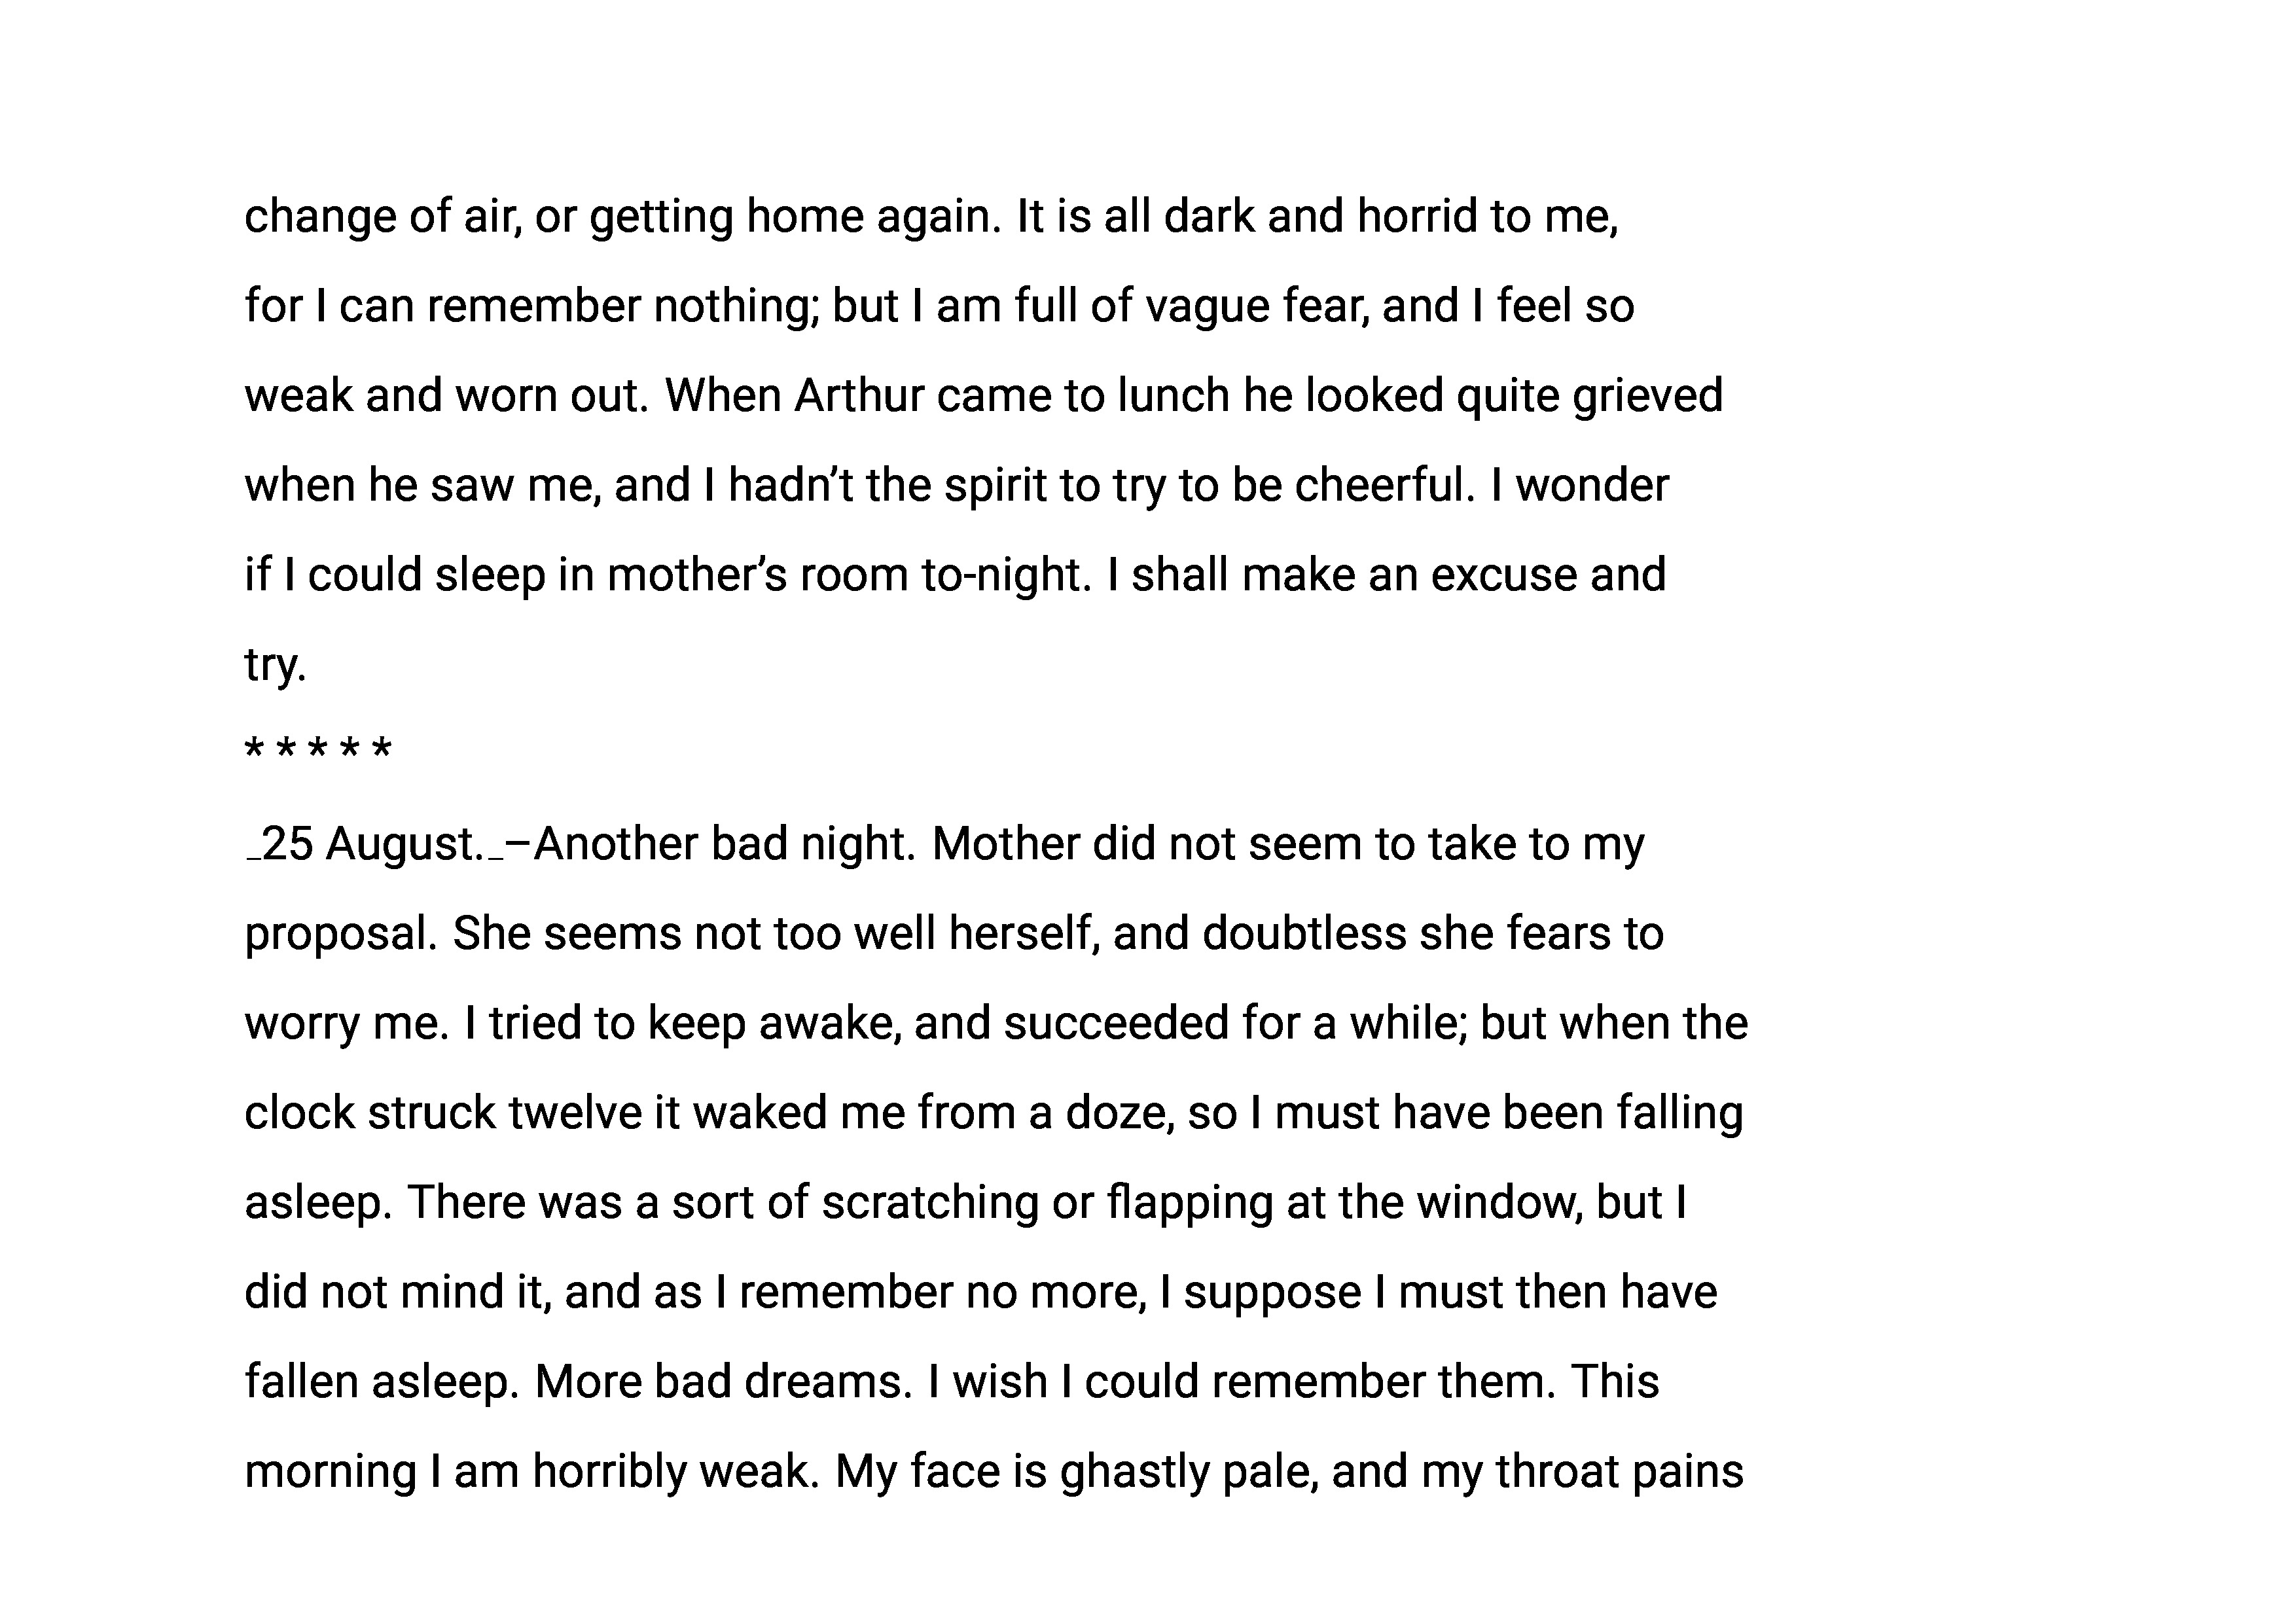 change of air, or getting home again. It is all dark and horrid to me,
for I can remember nothing; but I am full of vague fear, and I feel so
weak and worn out. When Arthur came to lunch he looked quite grieved
when he saw me, and I hadn’t the spirit to try to be cheerful. I wonder
if I could sleep in mother’s room to-night. I shall make an excuse and
try.
* * * * *
_25 August._–Another bad night. Mother did not seem to take to my
proposal. She seems not too well herself, and doubtless she fears to
worry me. I tried to keep awake, and succeeded for a while; but when the
clock struck twelve it waked me from a doze, so I must have been falling
asleep. There was a sort of scratching or flapping at the window, but I
did not mind it, and as I remember no more, I suppose I must then have
fallen asleep. More bad dreams. I wish I could remember them. This
morning I am horribly weak. My face is ghastly pale, and my throat pains